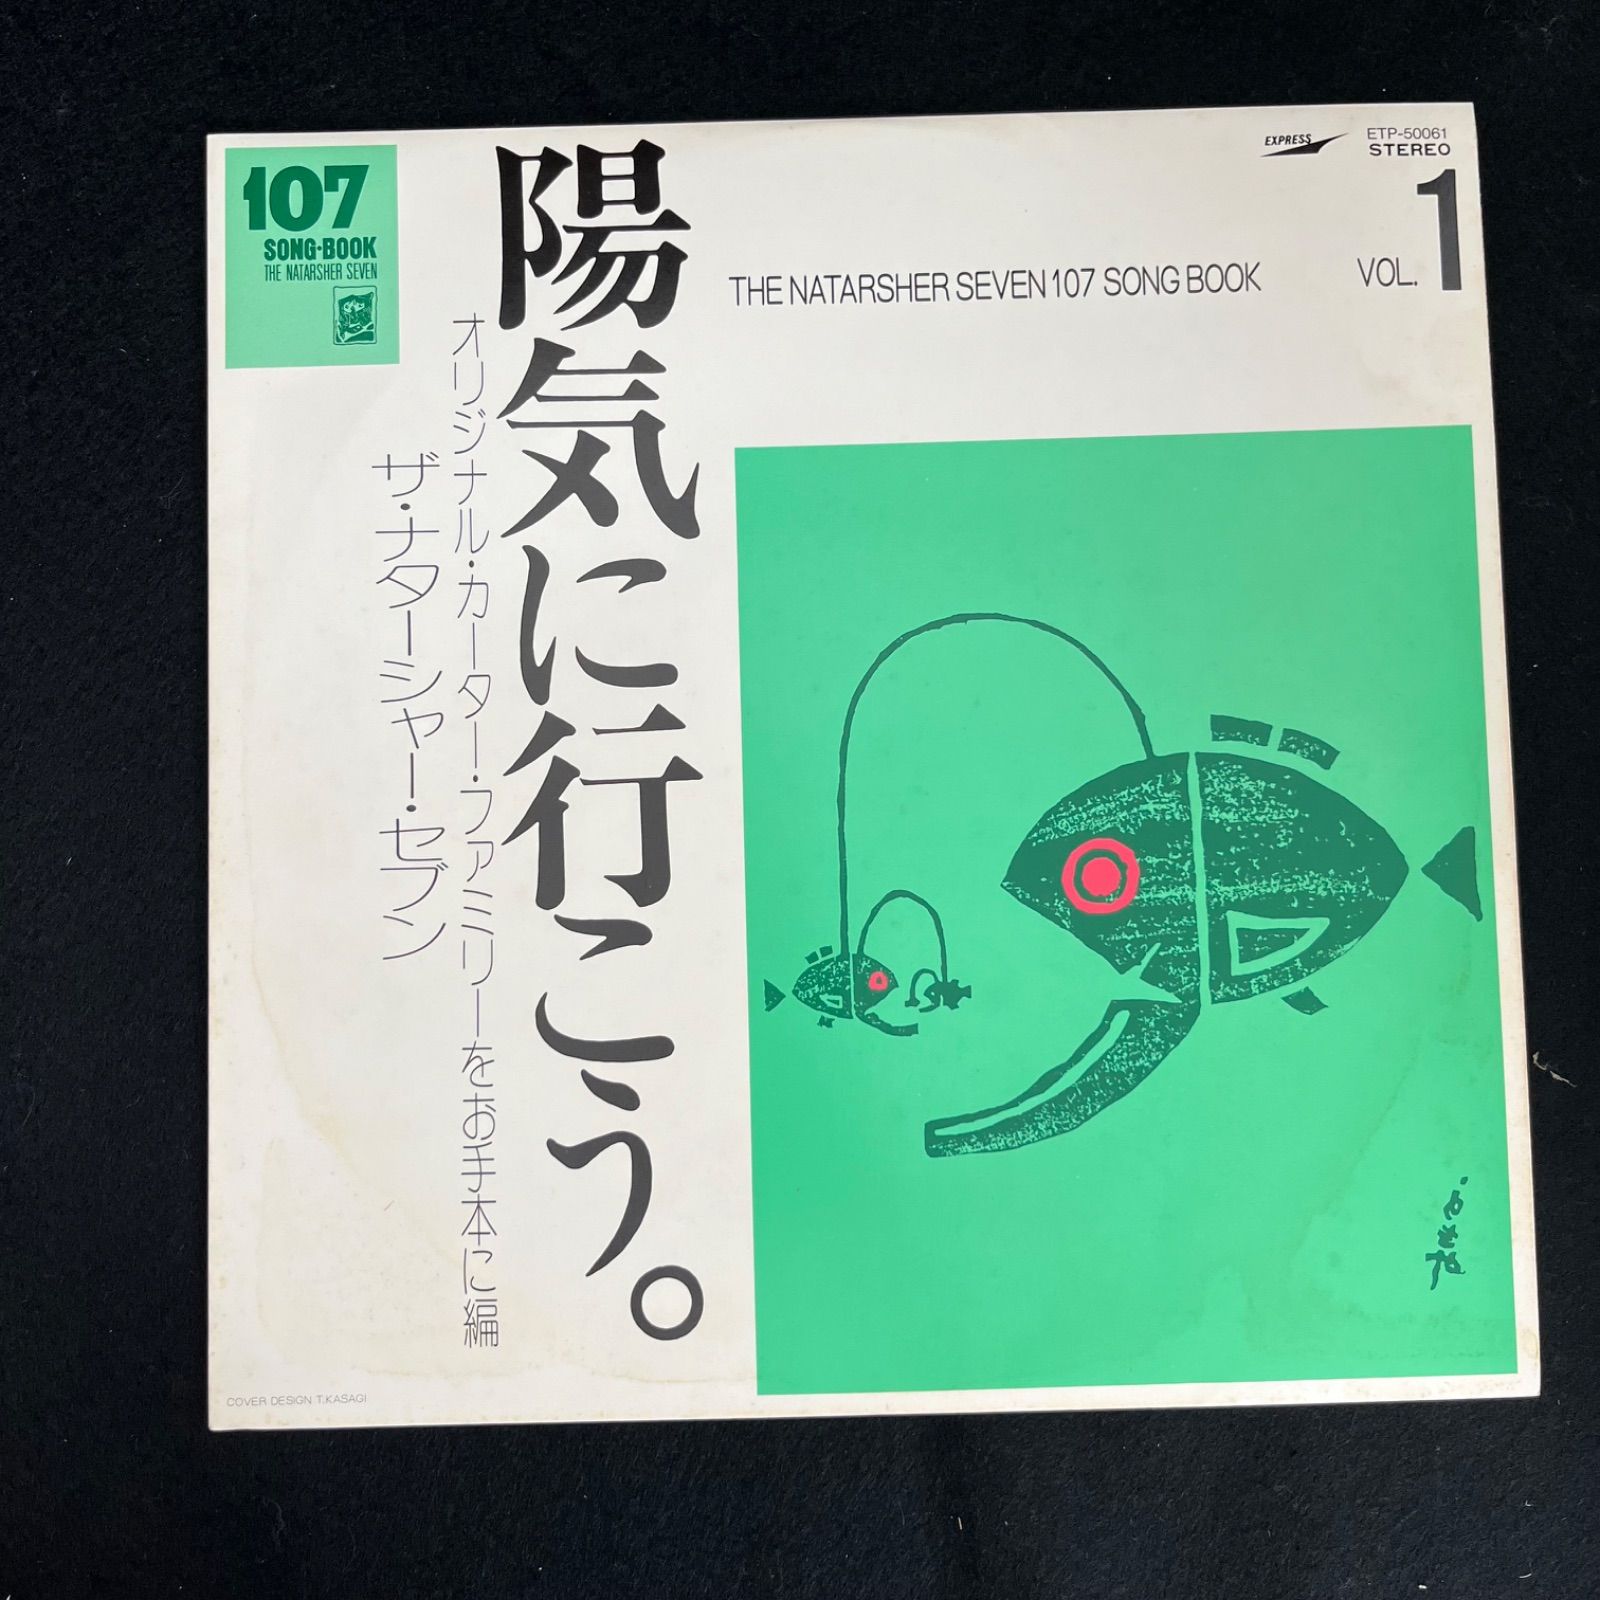 107
SONG・BOOK
THE NATARSHER SEVEN
EXPRESS
ETP-50061
STEREO
THE NATARSHER SEVEN 107 SONG BOOK
VOL. 1
陽気に行こう。
オリジナル・カーター・ファミリーをお手本に編
ザ・ナターシャー・セブン
COVER DESIGN T.KASAGI